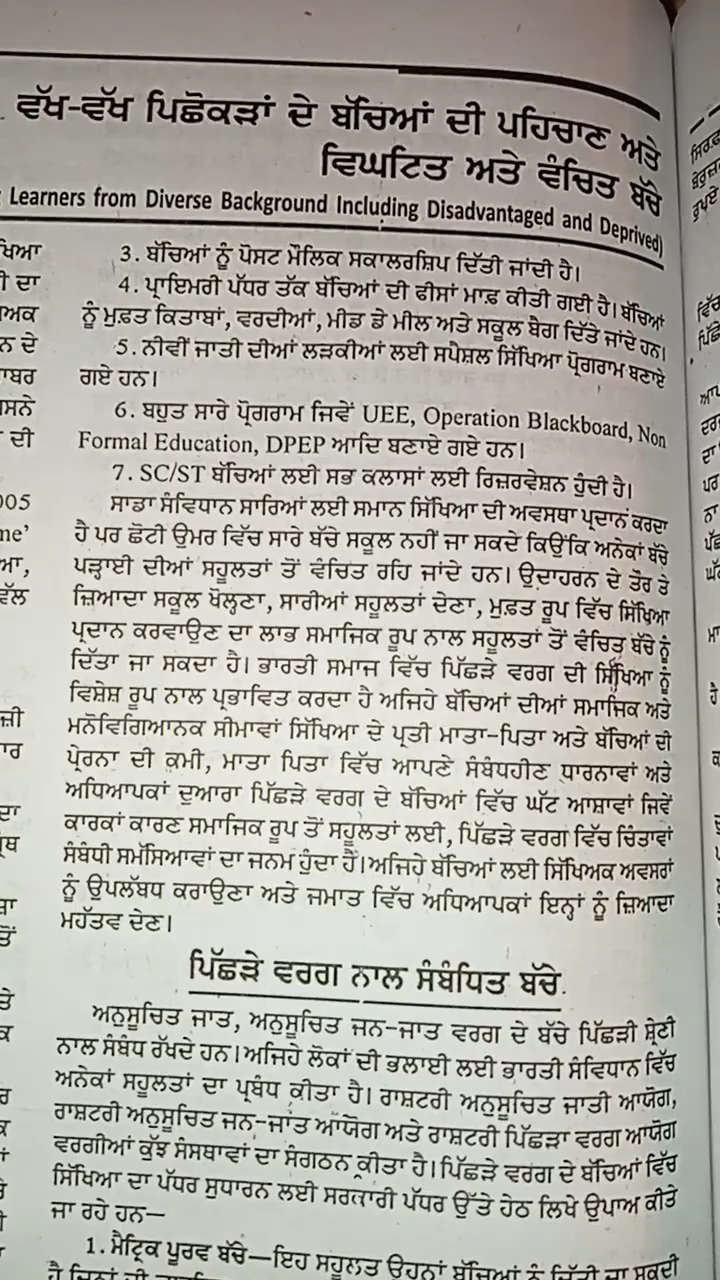 ਵੱਖ-ਵੱਖ ਪਿਛੋਕੜਾਂ ਦੇ ਬੱਚਿਆਂ ਦੀ ਪਹਿਚਾਣ ਅਤੇ
ਵਿਘਟਿਤ ਅਤੇ ਵੰਚਿਤ ਬੱਚੇ
Learners from Diverse Background Including Disadvantaged and Deprived)
3. ਬੱਚਿਆਂ ਨੂੰ ਪੋਸਟ ਮੌਲਿਕ ਸਕਾਲਰਸ਼ਿਪ ਦਿੱਤੀ ਜਾਂਦੀ ਹੈ।
4. ਪ੍ਰਾਇਮਰੀ ਪੱਧਰ ਤੱਕ ਬੱਚਿਆਂ ਦੀ ਫੀਸਾਂ ਮਾਫ਼ ਕੀਤੀ ਗਈ ਹੈ। ਬੱਚਿਆਂ
ਨੂੰ ਮੁਫ਼ਤ ਕਿਤਾਬਾਂ, ਵਰਦੀਆਂ, ਮੀਡ ਡੇ ਮੀਲ ਅਤੇ ਸਕੂਲ ਬੈਗ ਦਿੱਤੇ ਜਾਂਦੇ ਹਨ।
5. ਨੀਵੀਂ ਜਾਤੀ ਦੀਆਂ ਲੜਕੀਆਂ ਲਈ ਸਪੈਸ਼ਲ ਸਿੱਖਿਆ ਪ੍ਰੋਗਰਾਮ ਬਣਾਏ
ਗਏ ਹਨ।
6. ਬਹੁਤ ਸਾਰੇ ਪ੍ਰੋਗਰਾਮ ਜਿਵੇਂ UEE, Operation Blackboard, Non
Formal Education, DPEP ਆਦਿ ਬਣਾਏ ਗਏ ਹਨ।
7. SC/ST ਬੱਚਿਆਂ ਲਈ ਸਭ ਕਲਾਸਾਂ ਲਈ ਰਿਜ਼ਰਵੇਸ਼ਨ ਹੁੰਦੀ ਹੈ।
ਸਾਡਾ ਸੰਵਿਧਾਨ ਸਾਰਿਆਂ ਲਈ ਸਮਾਨ ਸਿੱਖਿਆ ਦੀ ਅਵਸਥਾ ਪ੍ਰਦਾਨ ਕਰਦਾ
ਹੈ ਪਰ ਛੋਟੀ ਉਮਰ ਵਿੱਚ ਸਾਰੇ ਬੱਚੇ ਸਕੂਲ ਨਹੀਂ ਜਾ ਸਕਦੇ ਕਿਉਂਕਿ ਅਨੇਕਾਂ ਬੱਚੇ
ਪੜ੍ਹਾਈ ਦੀਆਂ ਸਹੂਲਤਾਂ ਤੋਂ ਵੰਚਿਤ ਰਹਿ ਜਾਂਦੇ ਹਨ। ਉਦਾਹਰਨ ਦੇ ਤੌਰ ਤੇ
ਜ਼ਿਆਦਾ ਸਕੂਲ ਖੋਲ੍ਹਣਾ, ਸਾਰੀਆਂ ਸਹੂਲਤਾਂ ਦੇਣਾ, ਮੁਫ਼ਤ ਰੂਪ ਵਿੱਚ ਸਿੱਖਿਆ
ਪ੍ਰਦਾਨ ਕਰਵਾਉਣ ਦਾ ਲਾਭ ਸਮਾਜਿਕ ਰੂਪ ਨਾਲ ਸਹੂਲਤਾਂ ਤੋਂ ਵੰਚਿਤ ਬੱਚੇ ਨੂੰ
ਦਿੱਤਾ ਜਾ ਸਕਦਾ ਹੈ। ਭਾਰਤੀ ਸਮਾਜ ਵਿੱਚ ਪਿੱਛੜੇ ਵਰਗ ਦੀ ਸਿੱਖਿਆ ਨੂੰ
ਵਿਸ਼ੇਸ਼ ਰੂਪ ਨਾਲ ਪ੍ਰਭਾਵਿਤ ਕਰਦਾ ਹੈ ਅਜਿਹੇ ਬੱਚਿਆਂ ਦੀਆਂ ਸਮਾਜਿਕ ਅਤੇ
ਮਨੋਵਿਗਿਆਨਕ ਸੀਮਾਵਾਂ ਸਿੱਖਿਆ ਦੇ ਪ੍ਰਤੀ ਮਾਤਾ-ਪਿਤਾ ਅਤੇ ਬੱਚਿਆਂ ਦੀ
ਪ੍ਰੇਰਨਾ ਦੀ ਕਮੀ, ਮਾਤਾ ਪਿਤਾ ਵਿੱਚ ਆਪਣੇ ਸੰਬੰਧਹੀਣ ਧਾਰਨਾਵਾਂ ਅਤੇ
ਅਧਿਆਪਕਾਂ ਦੁਆਰਾ ਪਿੱਛੜੇ ਵਰਗ ਦੇ ਬੱਚਿਆਂ ਵਿੱਚ ਘੱਟ ਆਸ਼ਾਵਾਂ ਜਿਵੇਂ
ਕਾਰਕਾਂ ਕਾਰਣ ਸਮਾਜਿਕ ਰੂਪ ਤੋਂ ਸਹੂਲਤਾਂ ਲਈ, ਪਿੱਛੜੇ ਵਰਗ ਵਿੱਚ ਚਿੰਤਾਵਾਂ
ਸੰਬੰਧੀ ਸਮੱਸਿਆਵਾਂ ਦਾ ਜਨਮ ਹੁੰਦਾ ਹੈ। ਅਜਿਹੇ ਬੱਚਿਆਂ ਲਈ ਸਿੱਖਿਅਕ ਅਵਸਰਾਂ
ਨੂੰ ਉਪਲੱਬਧ ਕਰਾਉਣਾ ਅਤੇ ਜਮਾਤ ਵਿੱਚ ਅਧਿਆਪਕਾਂ ਇਨ੍ਹਾਂ ਨੂੰ ਜ਼ਿਆਦਾ
ਮਹੱਤਵ ਦੇਣ।
ਪਿੱਛੜੇ ਵਰਗ ਨਾਲ ਸੰਬੰਧਿਤ ਬੱਚੇ
ਅਨੁਸੂਚਿਤ ਜਾਤ, ਅਨੁਸੂਚਿਤ ਜਨ-ਜਾਤ ਵਰਗ ਦੇ ਬੱਚੇ ਪਿੱਛੜੀ ਸ਼੍ਰੇਣੀ
ਨਾਲ ਸੰਬੰਧ ਰੱਖਦੇ ਹਨ। ਅਜਿਹੇ ਲੋਕਾਂ ਦੀ ਭਲਾਈ ਲਈ ਭਾਰਤੀ ਸੰਵਿਧਾਨ ਵਿੱਚ
ਅਨੇਕਾਂ ਸਹੂਲਤਾਂ ਦਾ ਪ੍ਰਬੰਧ ਕੀਤਾ ਹੈ। ਰਾਸ਼ਟਰੀ ਅਨੁਸੂਚਿਤ ਜਾਤੀ ਆਯੋਗ,
ਰਾਸ਼ਟਰੀ ਅਨੁਸੂਚਿਤ ਜਨ-ਜਾਤ ਆਯੋਗ ਅਤੇ ਰਾਸ਼ਟਰੀ ਪਿੱਛੜਾ ਵਰਗ ਆਯੋਗ
ਵਰਗੀਆਂ ਕੁੱਝ ਸੰਸਥਾਵਾਂ ਦਾ ਸੰਗਠਨ ਕ੍ਰੀਤਾ ਹੈ। ਪਿੱਛੜੇ ਵਰਗ ਦੇ ਬੱਚਿਆਂ ਵਿੱਚ
ਸਿੱਖਿਆ ਦਾ ਪੱਧਰ ਸੁਧਾਰਨ ਲਈ ਸਰਕਾਰੀ ਪੱਧਰ ਉੱਤੇ ਹੇਠ ਲਿਖੇ ਉਪਾਅ ਕੀਤੇ
ਜਾ ਰਹੇ ਹਨ—
1. ਮੈਟ੍ਰਿਕ ਪੂਰਵ ਬੱਚੇ—ਇਹ ਸਹੂਲਤ ਉਹਨਾਂ ਬੱਚਿਆਂ ਨੂੰ ਦਿੱਤੀ ਜਾ ਸਕਦੀ